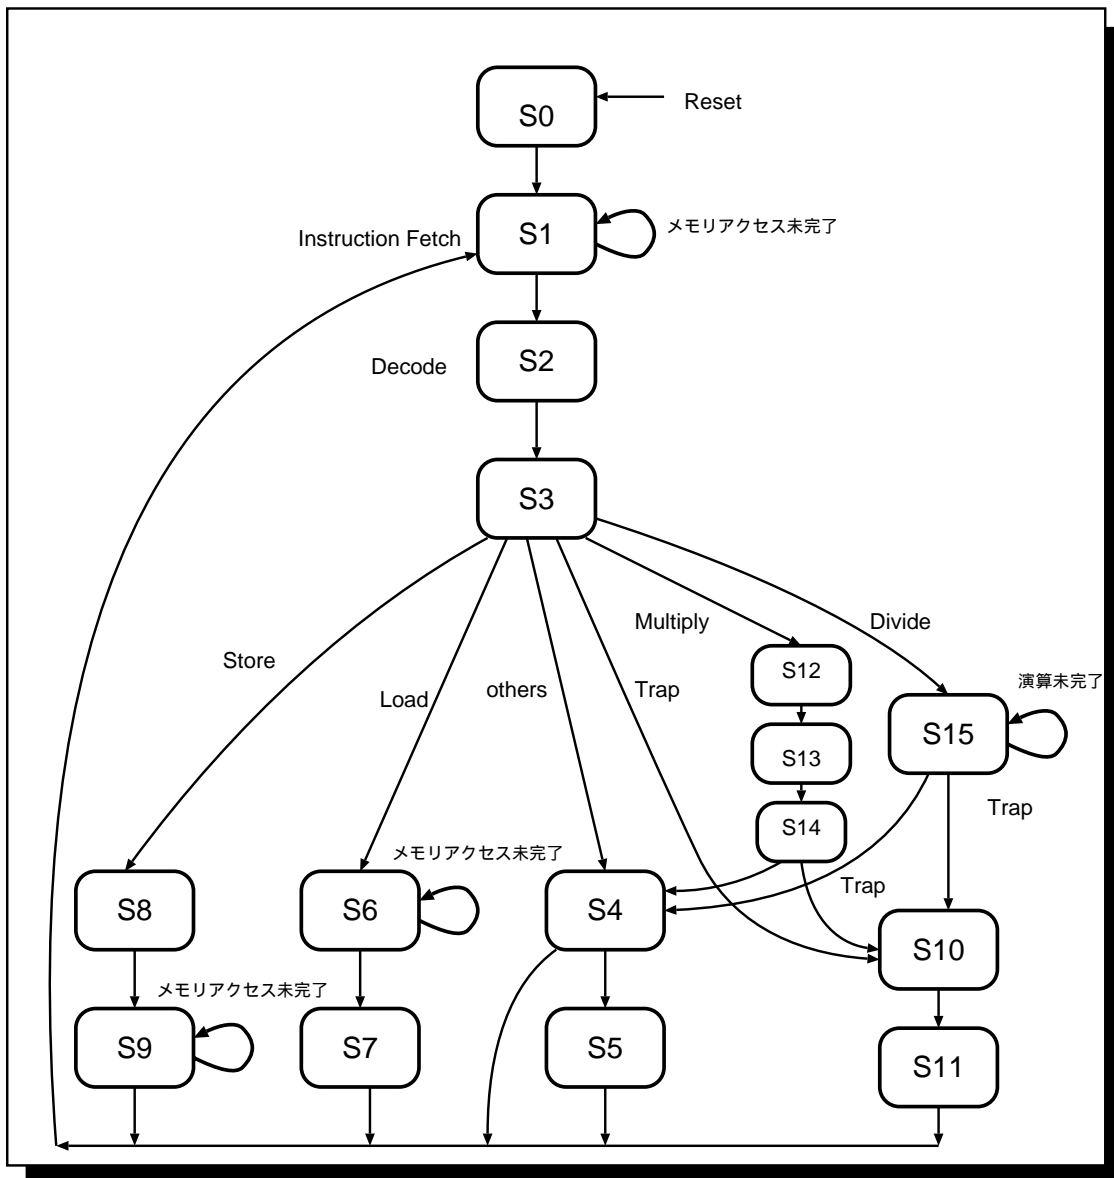 S0
Reset
S1
メモリアクセス未完了
Instruction Fetch
S2
Decode
S3
Multiply
Divide
Store
Load
others
Trap
S12
演算未完了
S15
S13
Trap
S14
メモリアクセス未完了
Trap
S8
S6
S4
S10
メモリアクセス未完了
S9
S7
S5
S11